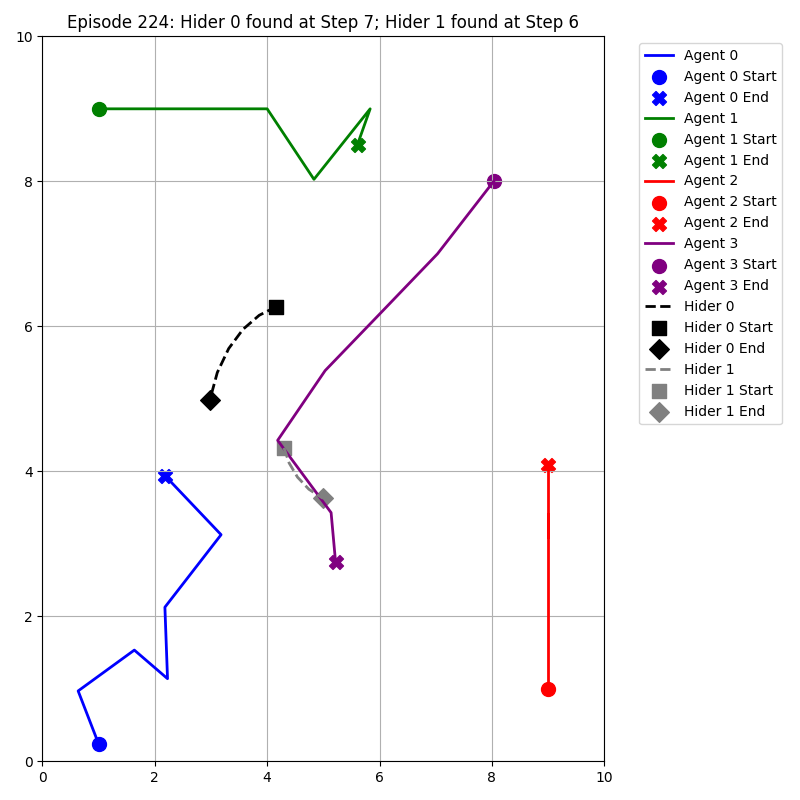 Episode 224: Hider 0 found at Step 7; Hider 1 found at Step 6
10
8
6
4
2
0
0 2 4 6 8 10
Agent 0
Agent 0 Start
Agent 0 End
Agent 1
Agent 1 Start
Agent 1 End
Agent 2
Agent 2 Start
Agent 2 End
Agent 3
Agent 3 Start
Agent 3 End
Hider 0
Hider 0 Start
Hider 0 End
Hider 1
Hider 1 Start
Hider 1 End